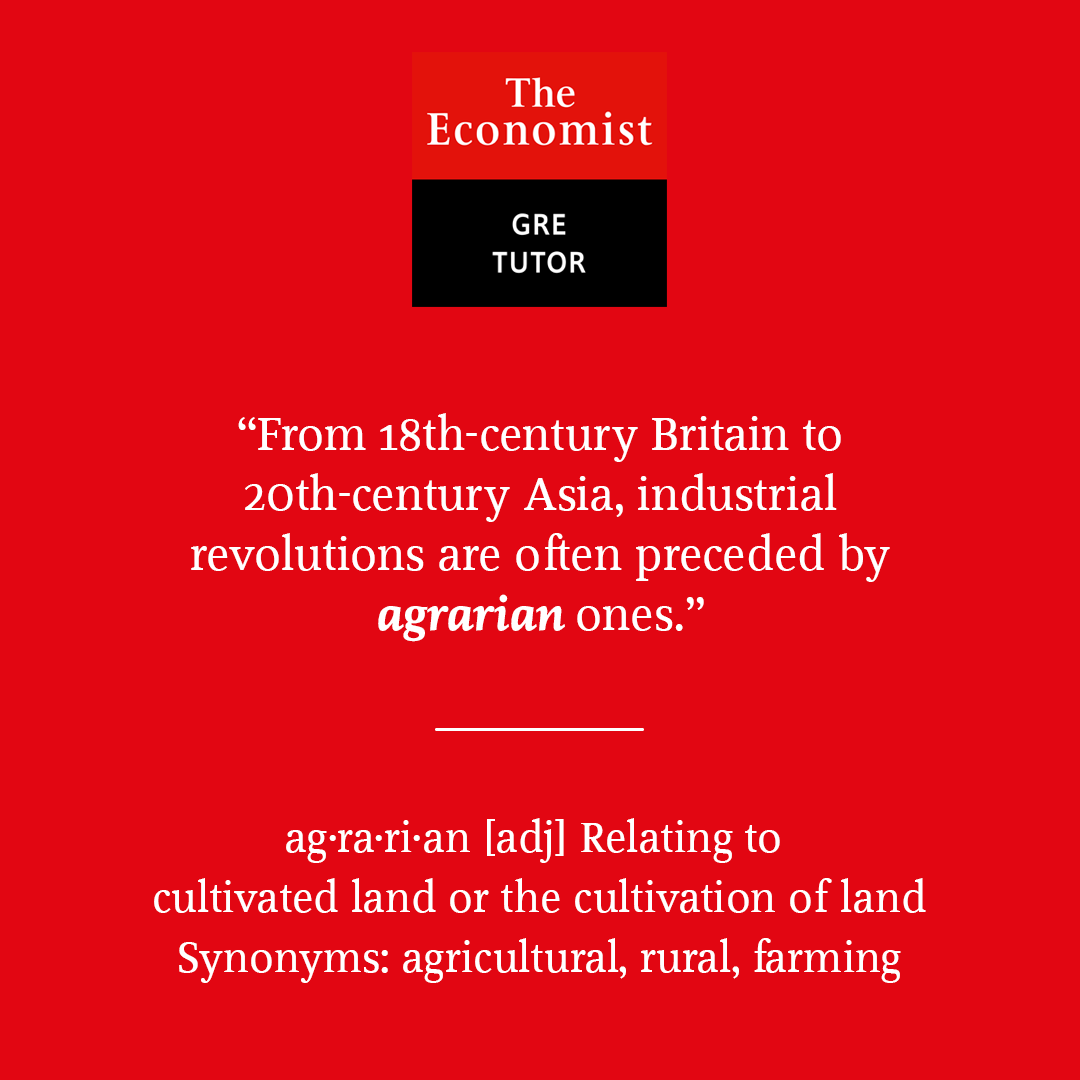 The
Economist
GRE
TUTOR
“From 18th-century Britain to
20th-century Asia, industrial
revolutions are often preceded by
agrarian ones.”
ag·ra·ri·an [adj] Relating to
cultivated land or the cultivation of land
Synonyms: agricultural, rural, farming